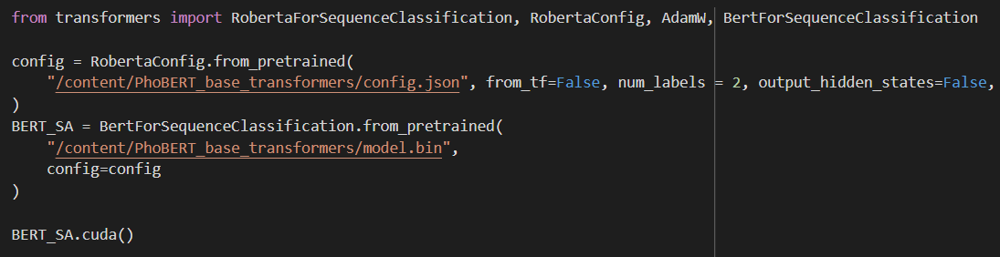 from transformers import RobertaForSequenceClassification, RobertaConfig, AdamW, BertForSequenceClassification
config = RobertaConfig.from_pretrained(
"/content/PhoBERT_base_transformers/config.json", from_tf=False, num_labels = 2, output_hidden_states=False,
)
BERT_SA = BertForSequenceClassification.from_pretrained(
"/content/PhoBERT_base_transformers/model.bin",
config=config
)
BERT_SA.cuda()